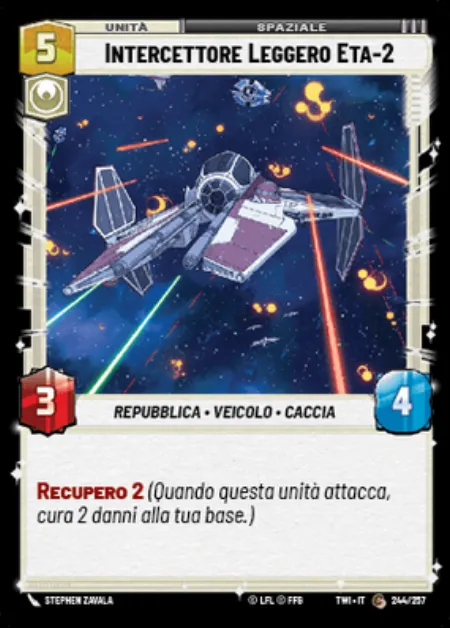 UNITÀ
SPAZIALE
5
INTERCETTORE LEGGERO ETA-2
3
REPUBBLICA • VEICOLO • CACCIA
4
RECUPERO 2 (Quando questa unità attacca,
cura 2 danni alla tua base.)
STEPHEN ZAVALA
© LFL © FFG
TWI • IT
C
244/257